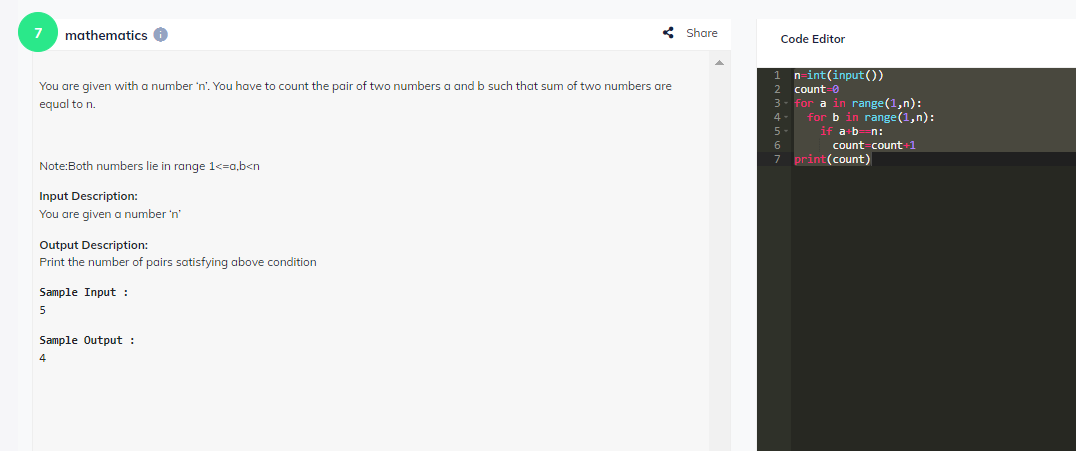 7
mathematics
Share
You are given with a number ‘n’. You have to count the pair of two numbers a and b such that sum of two numbers are
equal to n.
Note:Both numbers lie in range 1<=a,b<n
Input Description:
You are given a number ‘n’
Output Description:
Print the number of pairs satisfying above condition
Sample Input :
5
Sample Output :
4
Code Editor
1 n=int(input())
2 count=0
3 for a in range(1,n):
4 for b in range(1,n):
5 if a+b==n:
6 count=count+1
7 print(count)